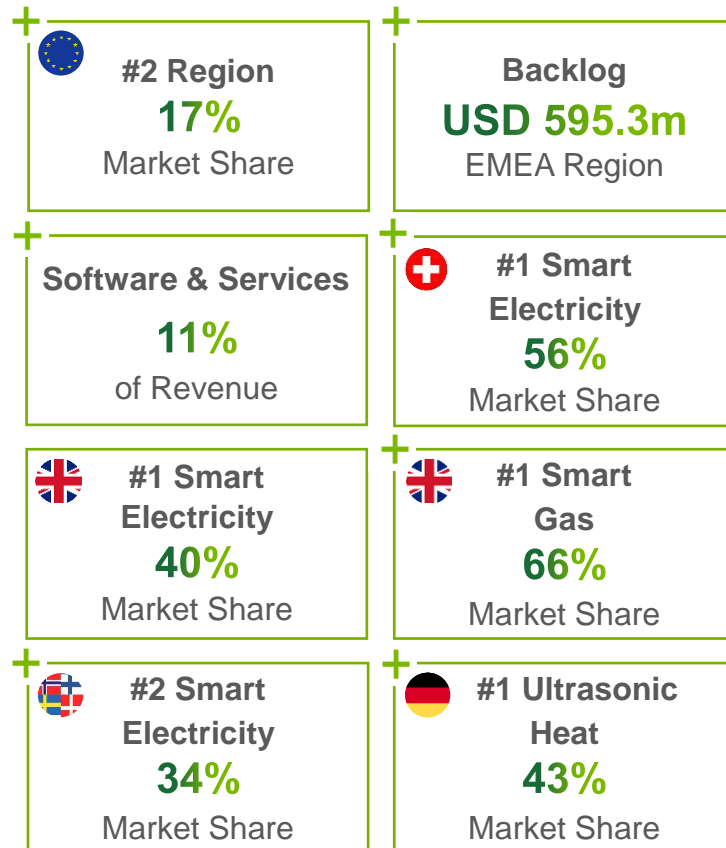 #2 Region
17%
Market Share
Backlog
USD 595.3m
EMEA Region
Software & Services
11%
of Revenue
#1 Smart
Electricity
56%
Market Share
#1 Smart
Electricity
40%
Market Share
#1 Smart
Gas
66%
Market Share
#2 Smart
Electricity
34%
Market Share
#1 Ultrasonic
Heat
43%
Market Share